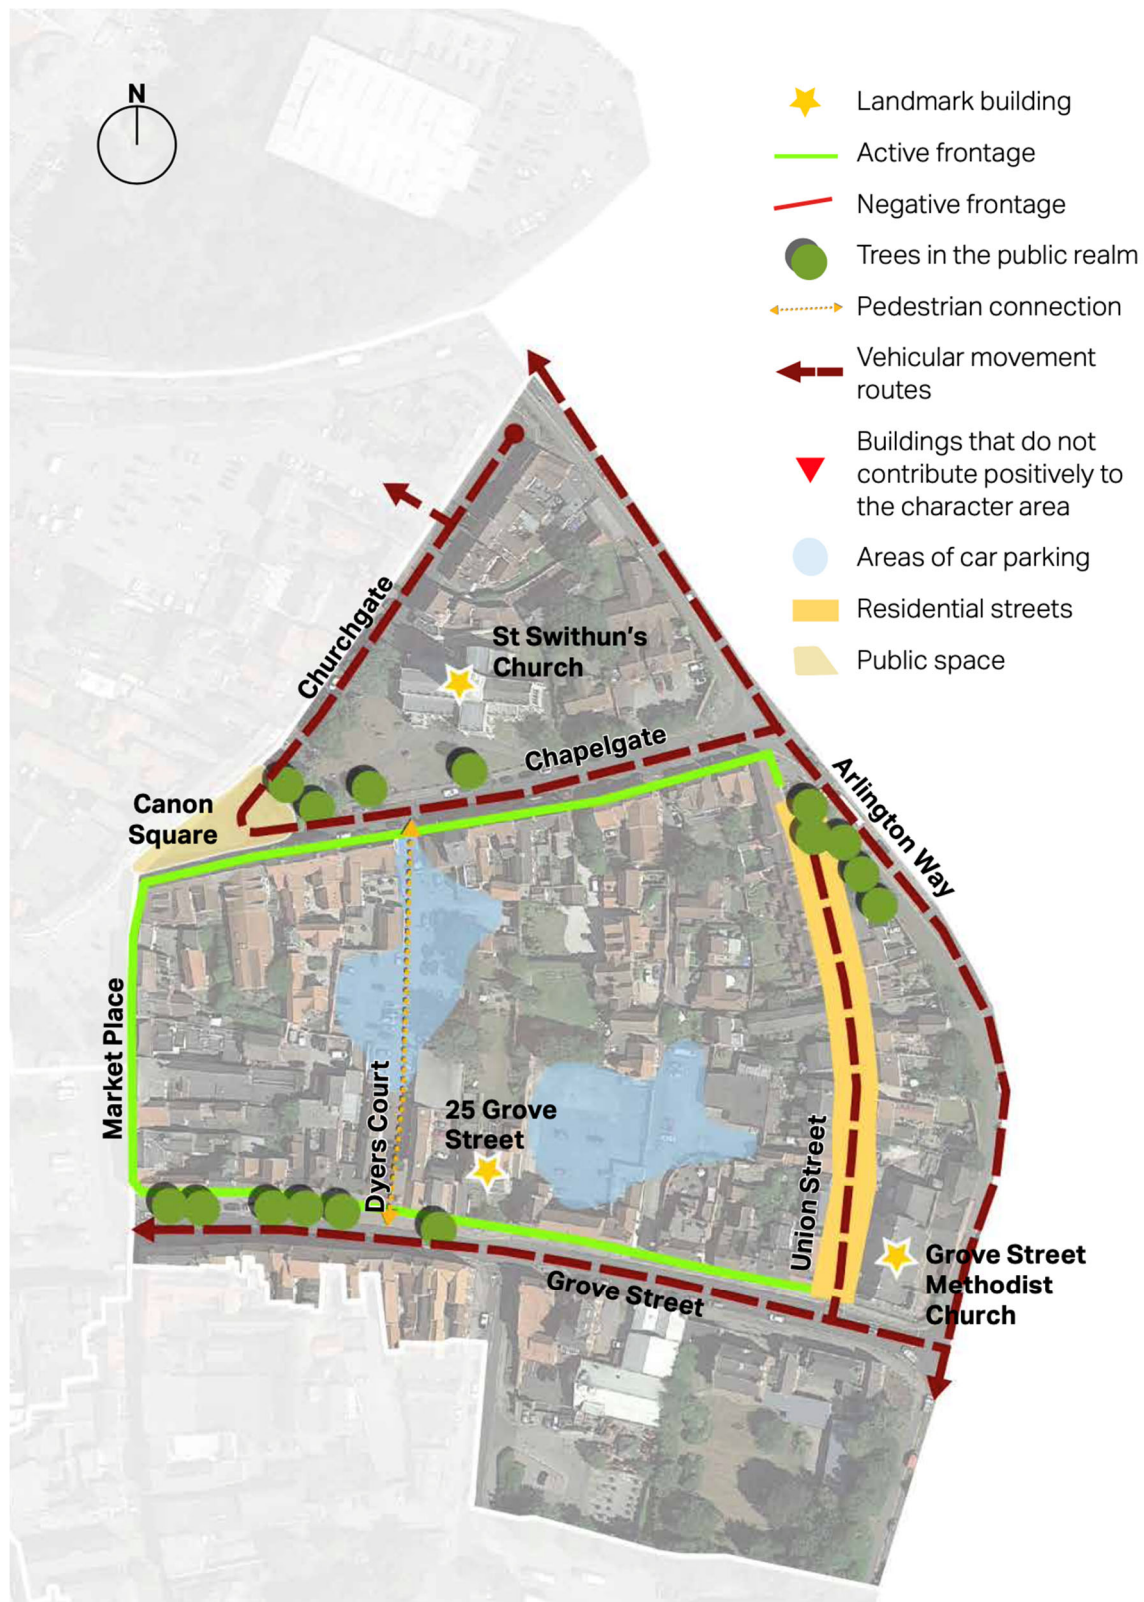 N
Landmark building
Active frontage
Negative frontage
Trees in the public realm
Pedestrian connection
Vehicular movement
routes
Buildings that do not
contribute positively to
the character area
Areas of car parking
Residential streets
Public space
Churchgate
St Swithun's
Church
Chapelgate
Canon
Square
Arlington Way
Market Place
Dyers Court
25 Grove
Street
Union Street
Grove Street
Grove Street
Methodist
Church